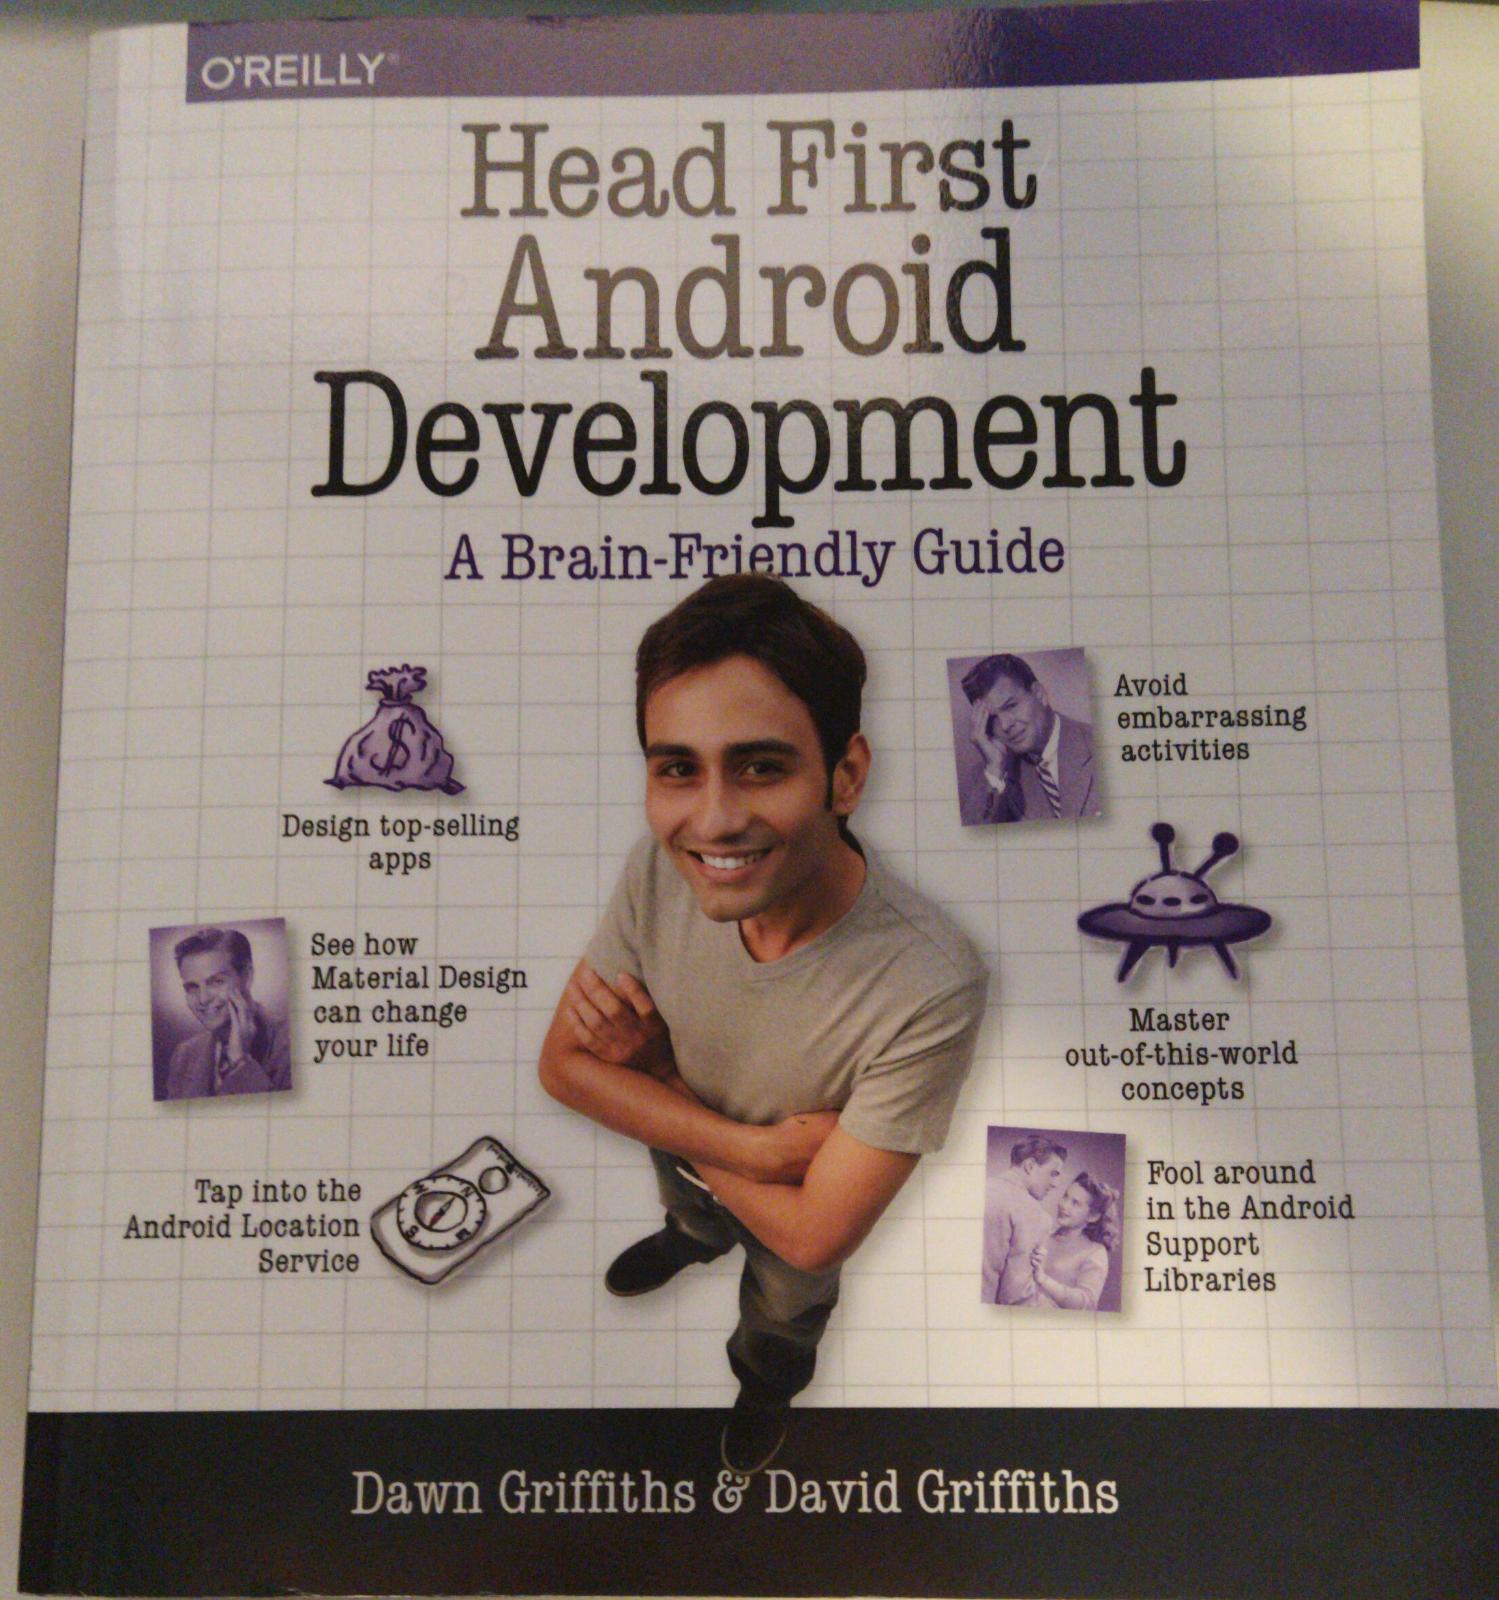 O'REILLY®
Head First
Android
Development
A Brain-Friendly Guide
Design top-selling
apps
See how
Material Design
can change
your life
Tap into the
Android Location
Service
Avoid
embarrassing
activities
Master
out-of-this-world
concepts
Fool around
in the Android
Support
Libraries
Dawn Griffiths & David Griffiths